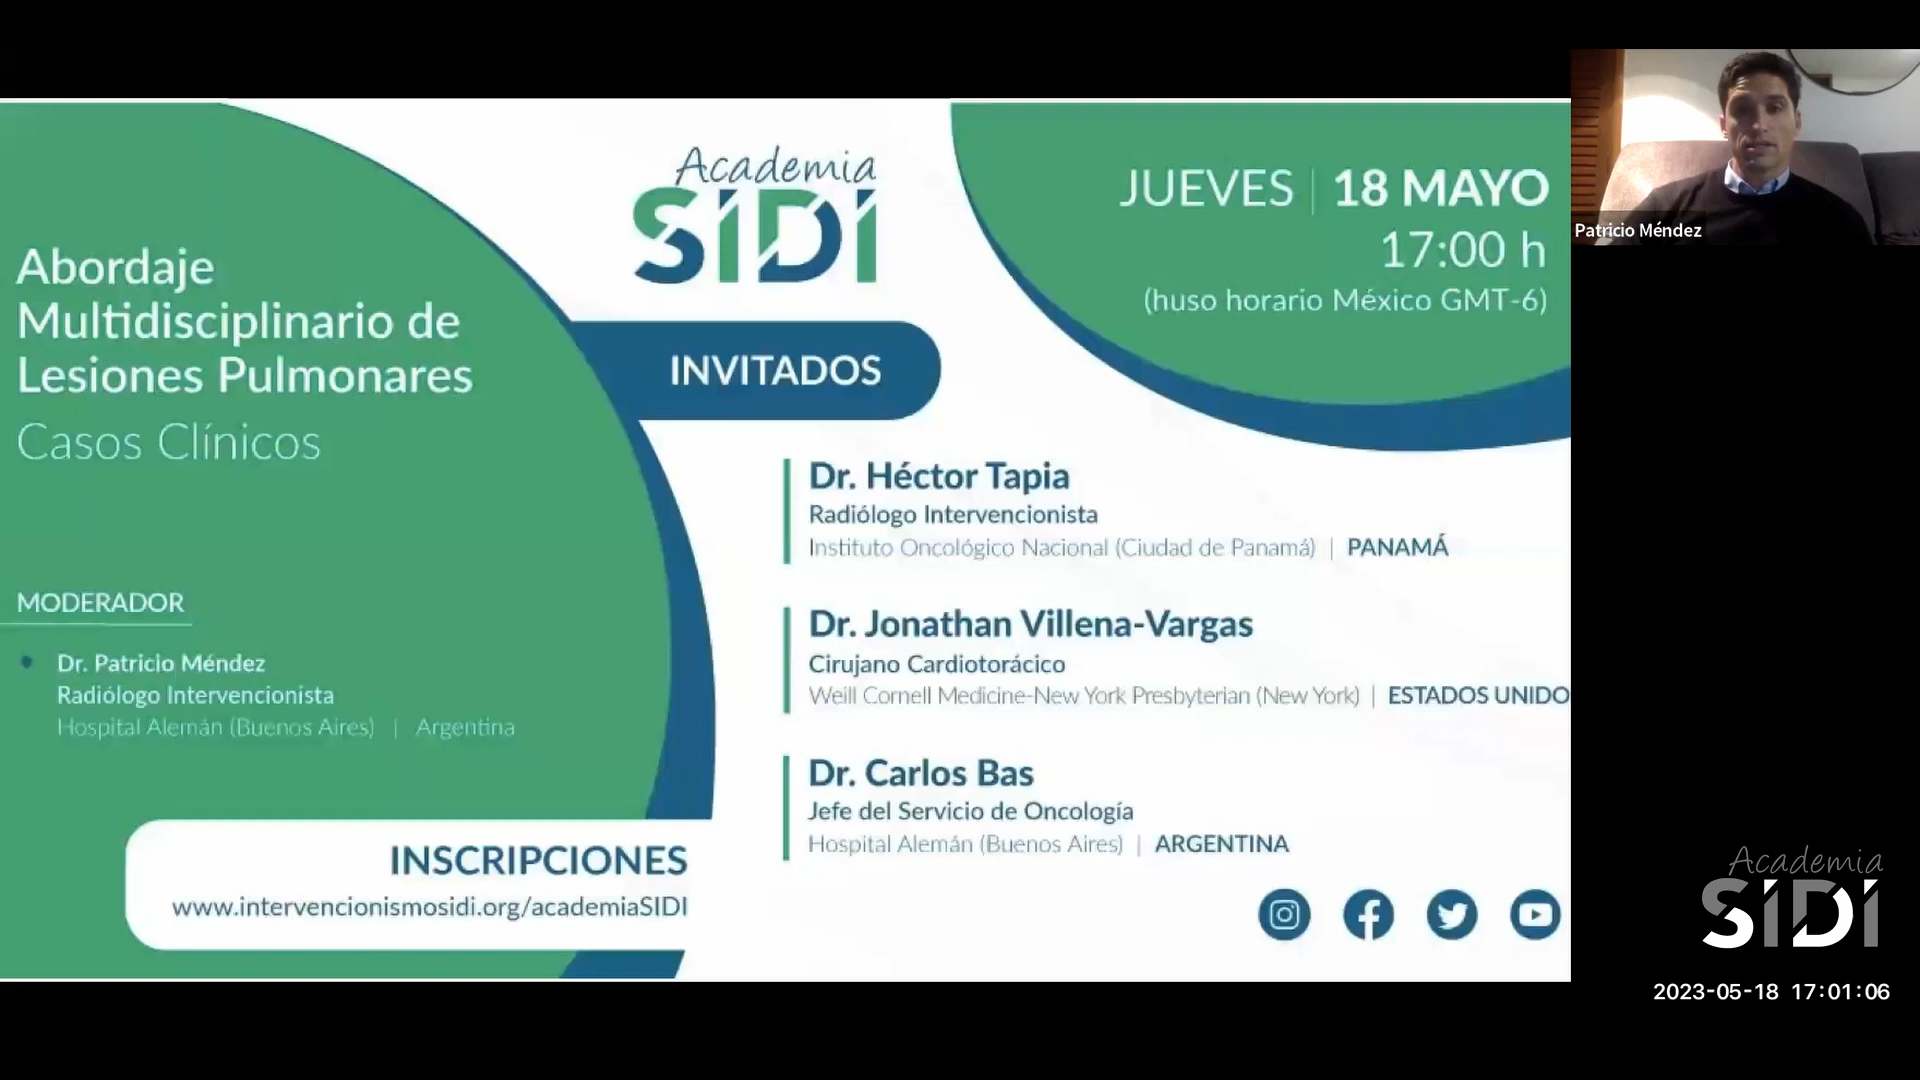 Abordaje
Multidisciplinario de
Lesiones Pulmonares
Casos Clínicos
MODERADOR
Dr. Patricio Méndez
Radiólogo Intervencionista
Hospital Alemán (Buenos Aires) | Argentina
INSCRIPCIONES
www.intervencionismosidi.org/academiaSIDI
Academia
SIDI
INVITADOS
JUEVES | 18 MAYO
17:00 h
(huso horario México GMT-6)
Dr. Héctor Tapia
Radiólogo Intervencionista
Instituto Oncológico Nacional (Ciudad de Panamá) | PANAMÁ
Dr. Jonathan Villena-Vargas
Cirujano Cardiotorácico
Weill Cornell Medicine-New York Presbyterian (New York) | ESTADOS UNIDO
Dr. Carlos Bas
Jefe del Servicio de Oncología
Hospital Alemán (Buenos Aires) | ARGENTINA
Patricio Méndez
Academia
SIDI
2023-05-18 17:01:06